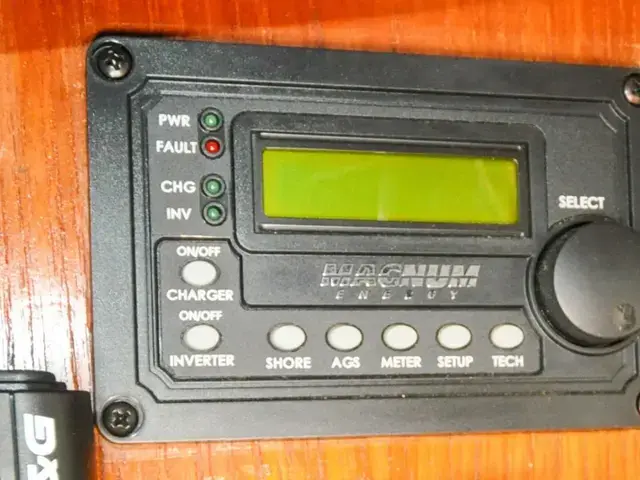 PWR
FAULT
CHG
INV
SELECT
ON/OFF
CHARGER
MAGNUM
ENERGY
ON/OFF
INVERTER
SHORE
AGS
METER
SETUP
TECH